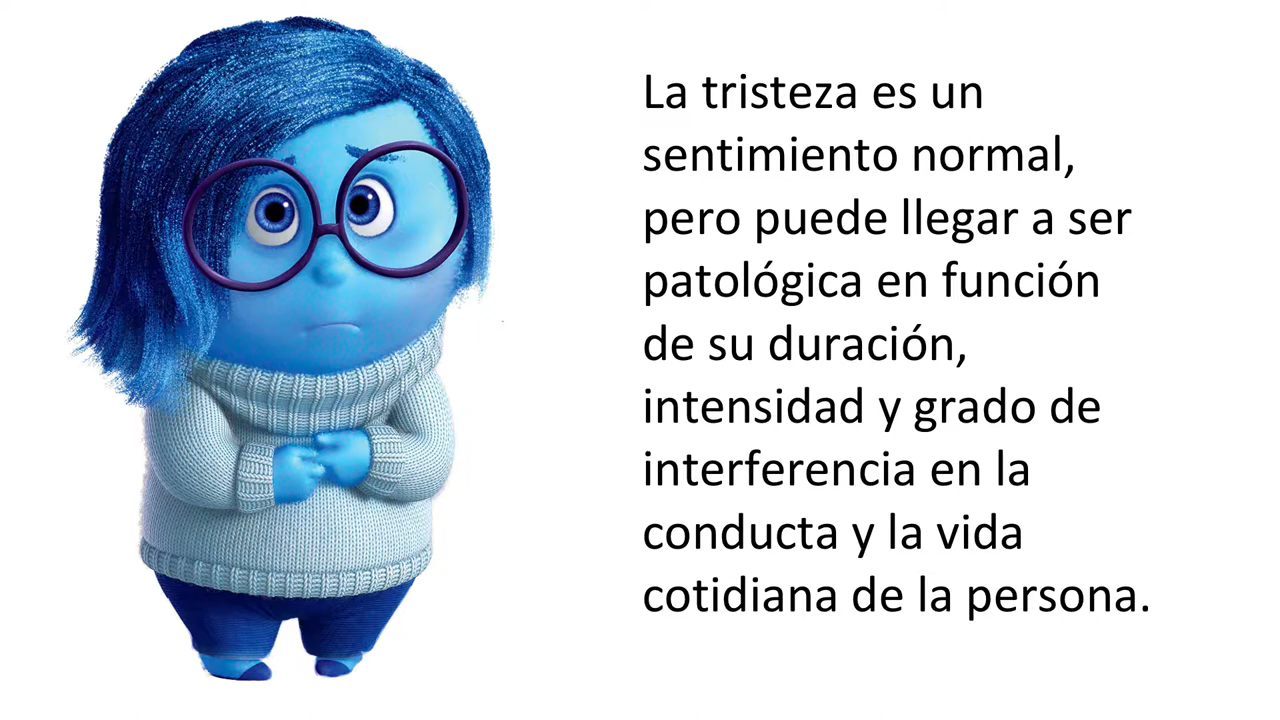 La tristeza es un
sentimiento normal,
pero puede llegar a ser
patológica en función
de su duración,
intensidad y grado de
interferencia en la
conducta y la vida
cotidiana de la persona.